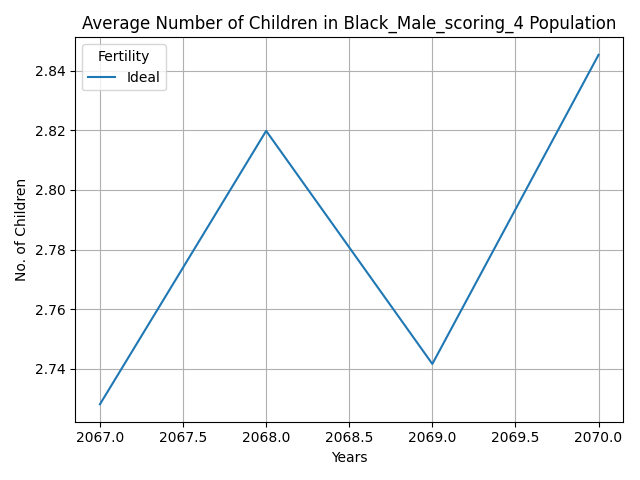 Average Number of Children in Black_Male_scoring_4 Population
Fertility
Ideal
No. of Children
2.84
2.82
2.80
2.78
2.76
2.74
2067.0 2067.5 2068.0 2068.5 2069.0 2069.5 2070.0
Years